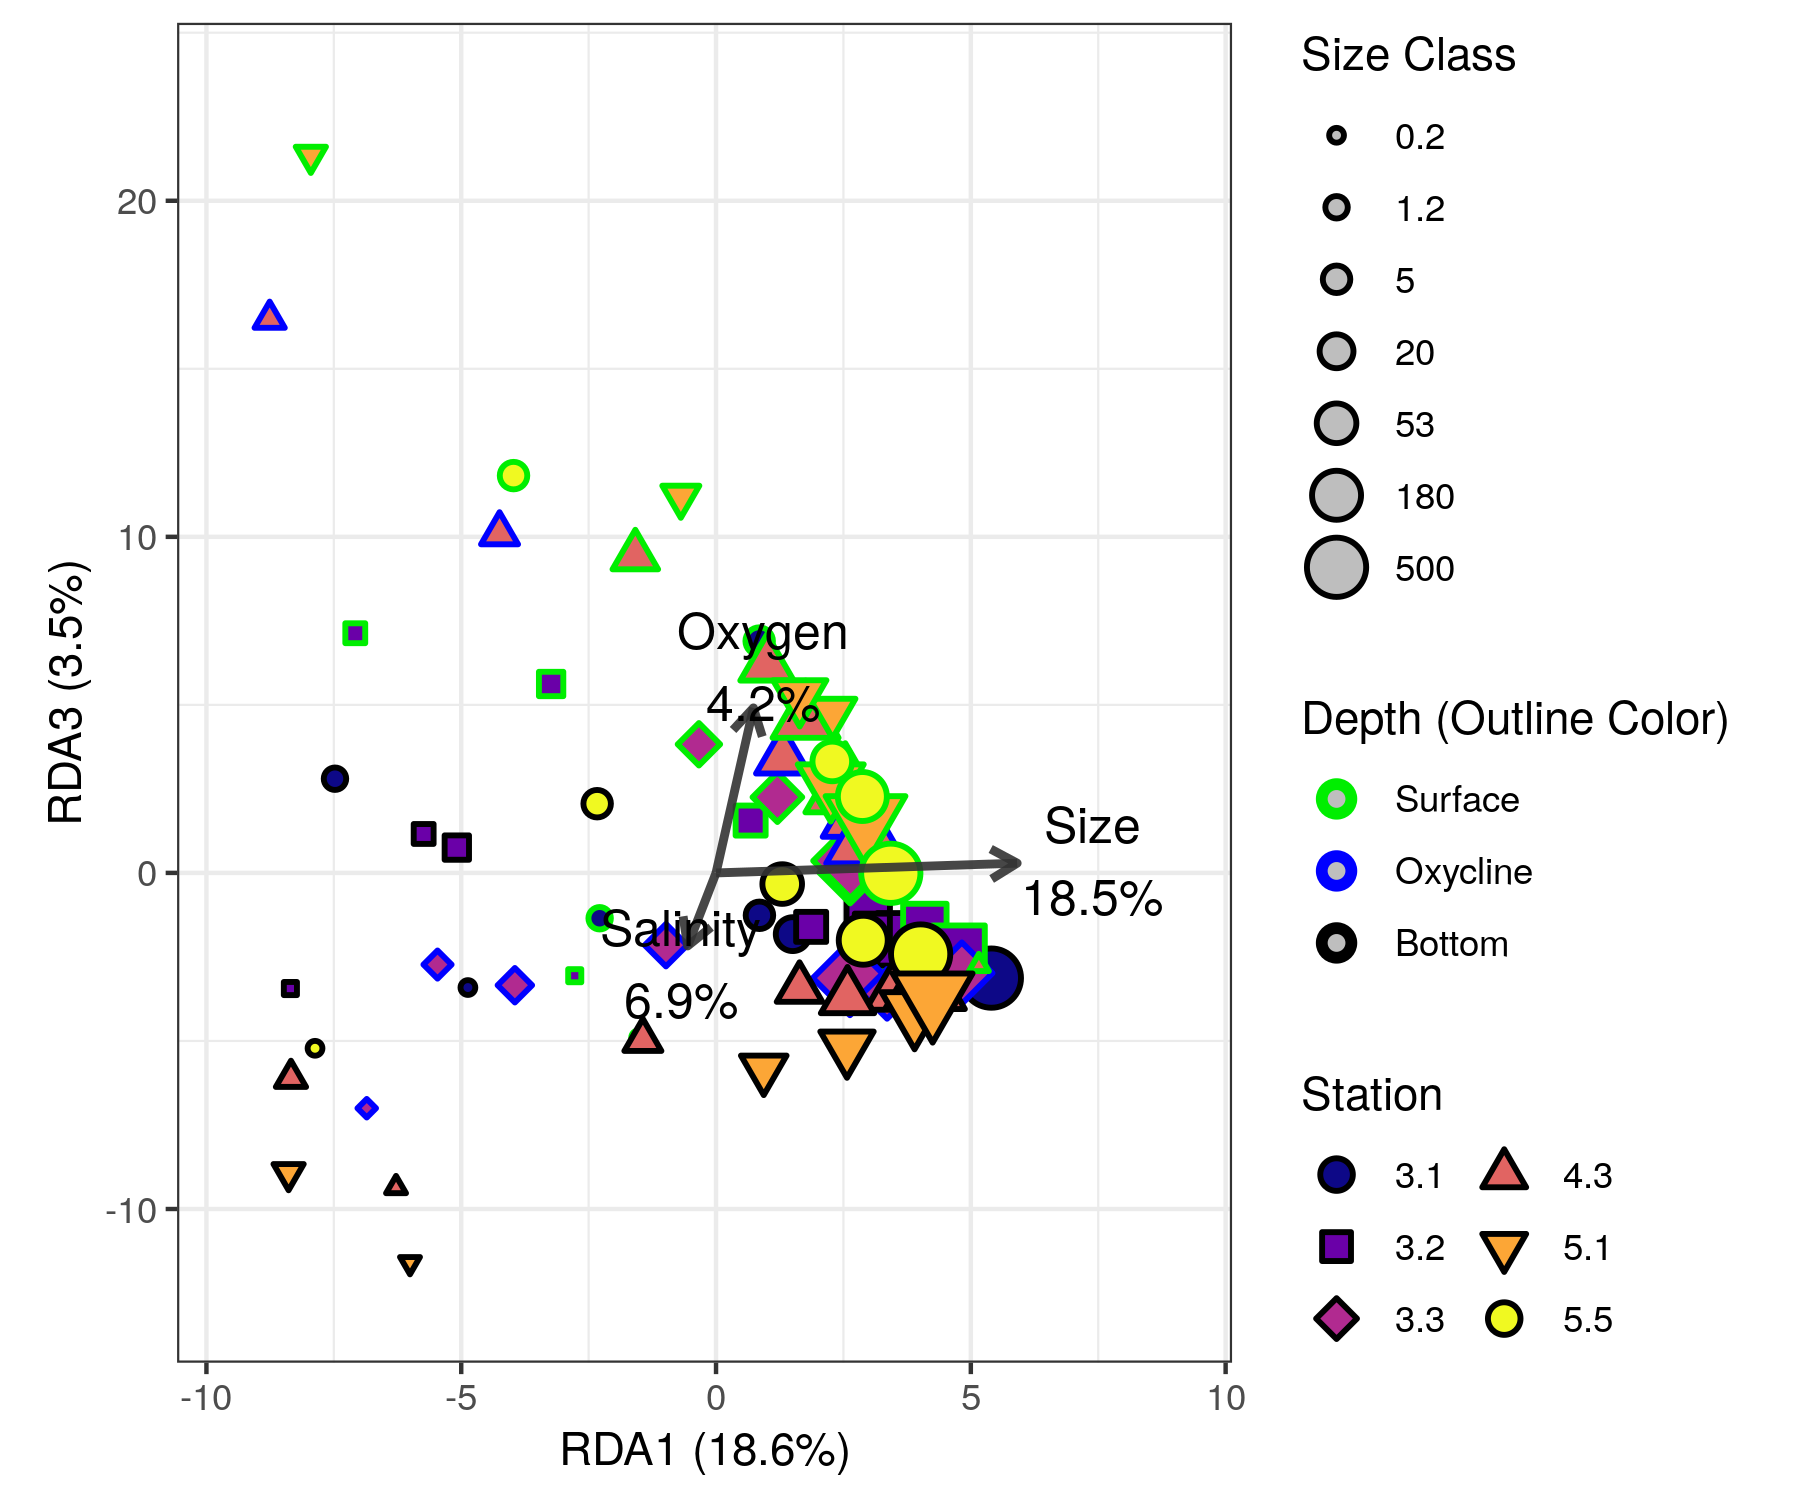 20
10
0
-10
-10
-5
0
5
10
RDA3 (3.5%)
RDA1 (18.6%)
Oxygen
4.2%
Size
18.5%
Salinity
6.9%
Size Class
0.2
1.2
5
20
53
180
500
Depth (Outline Color)
Surface
Oxycline
Bottom
Station
3.1
4.3
3.2
5.1
3.3
5.5